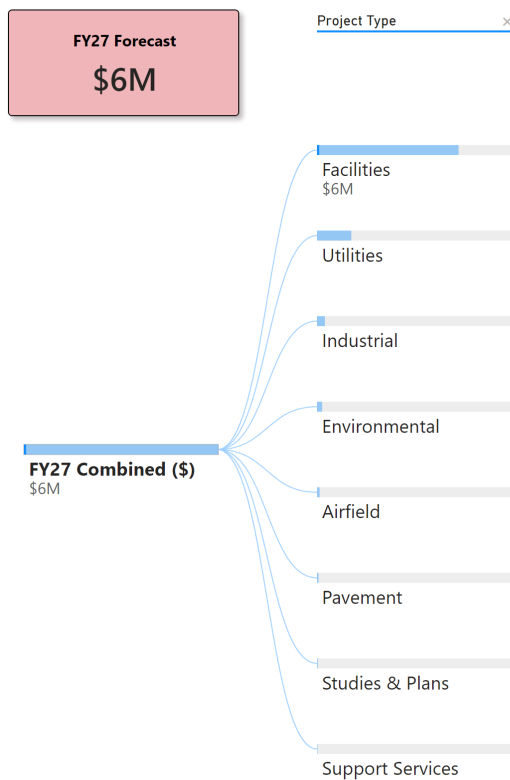 FY27 Forecast
$6M
Project Type
Facilities
$6M
Utilities
Industrial
Environmental
FY27 Combined ($)
$6M
Airfield
Pavement
Studies & Plans
Support Services